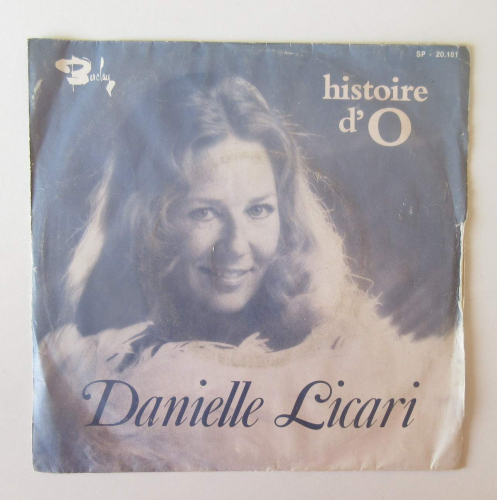 Barclay
SP - 20.181
histoire
d'O
Danielle Licari